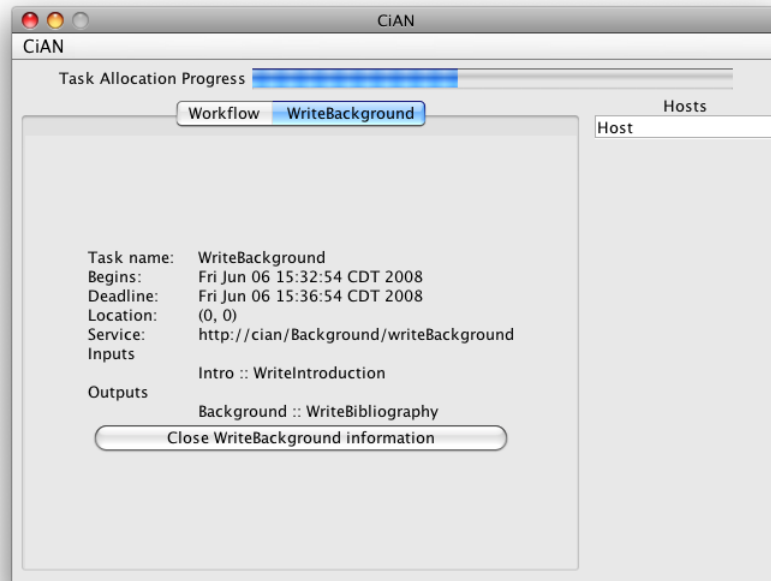 CiAN
CiAN
Task Allocation Progress
Workflow WriteBackground
Hosts
Host
Task name: WriteBackground
Begins: Fri Jun 06 15:32:54 CDT 2008
Deadline: Fri Jun 06 15:36:54 CDT 2008
Location: (0, 0)
Service: http://cian/Background/writeBackground
Inputs
Intro :: WriteIntroduction
Outputs
Background :: WriteBibliography
Close WriteBackground information